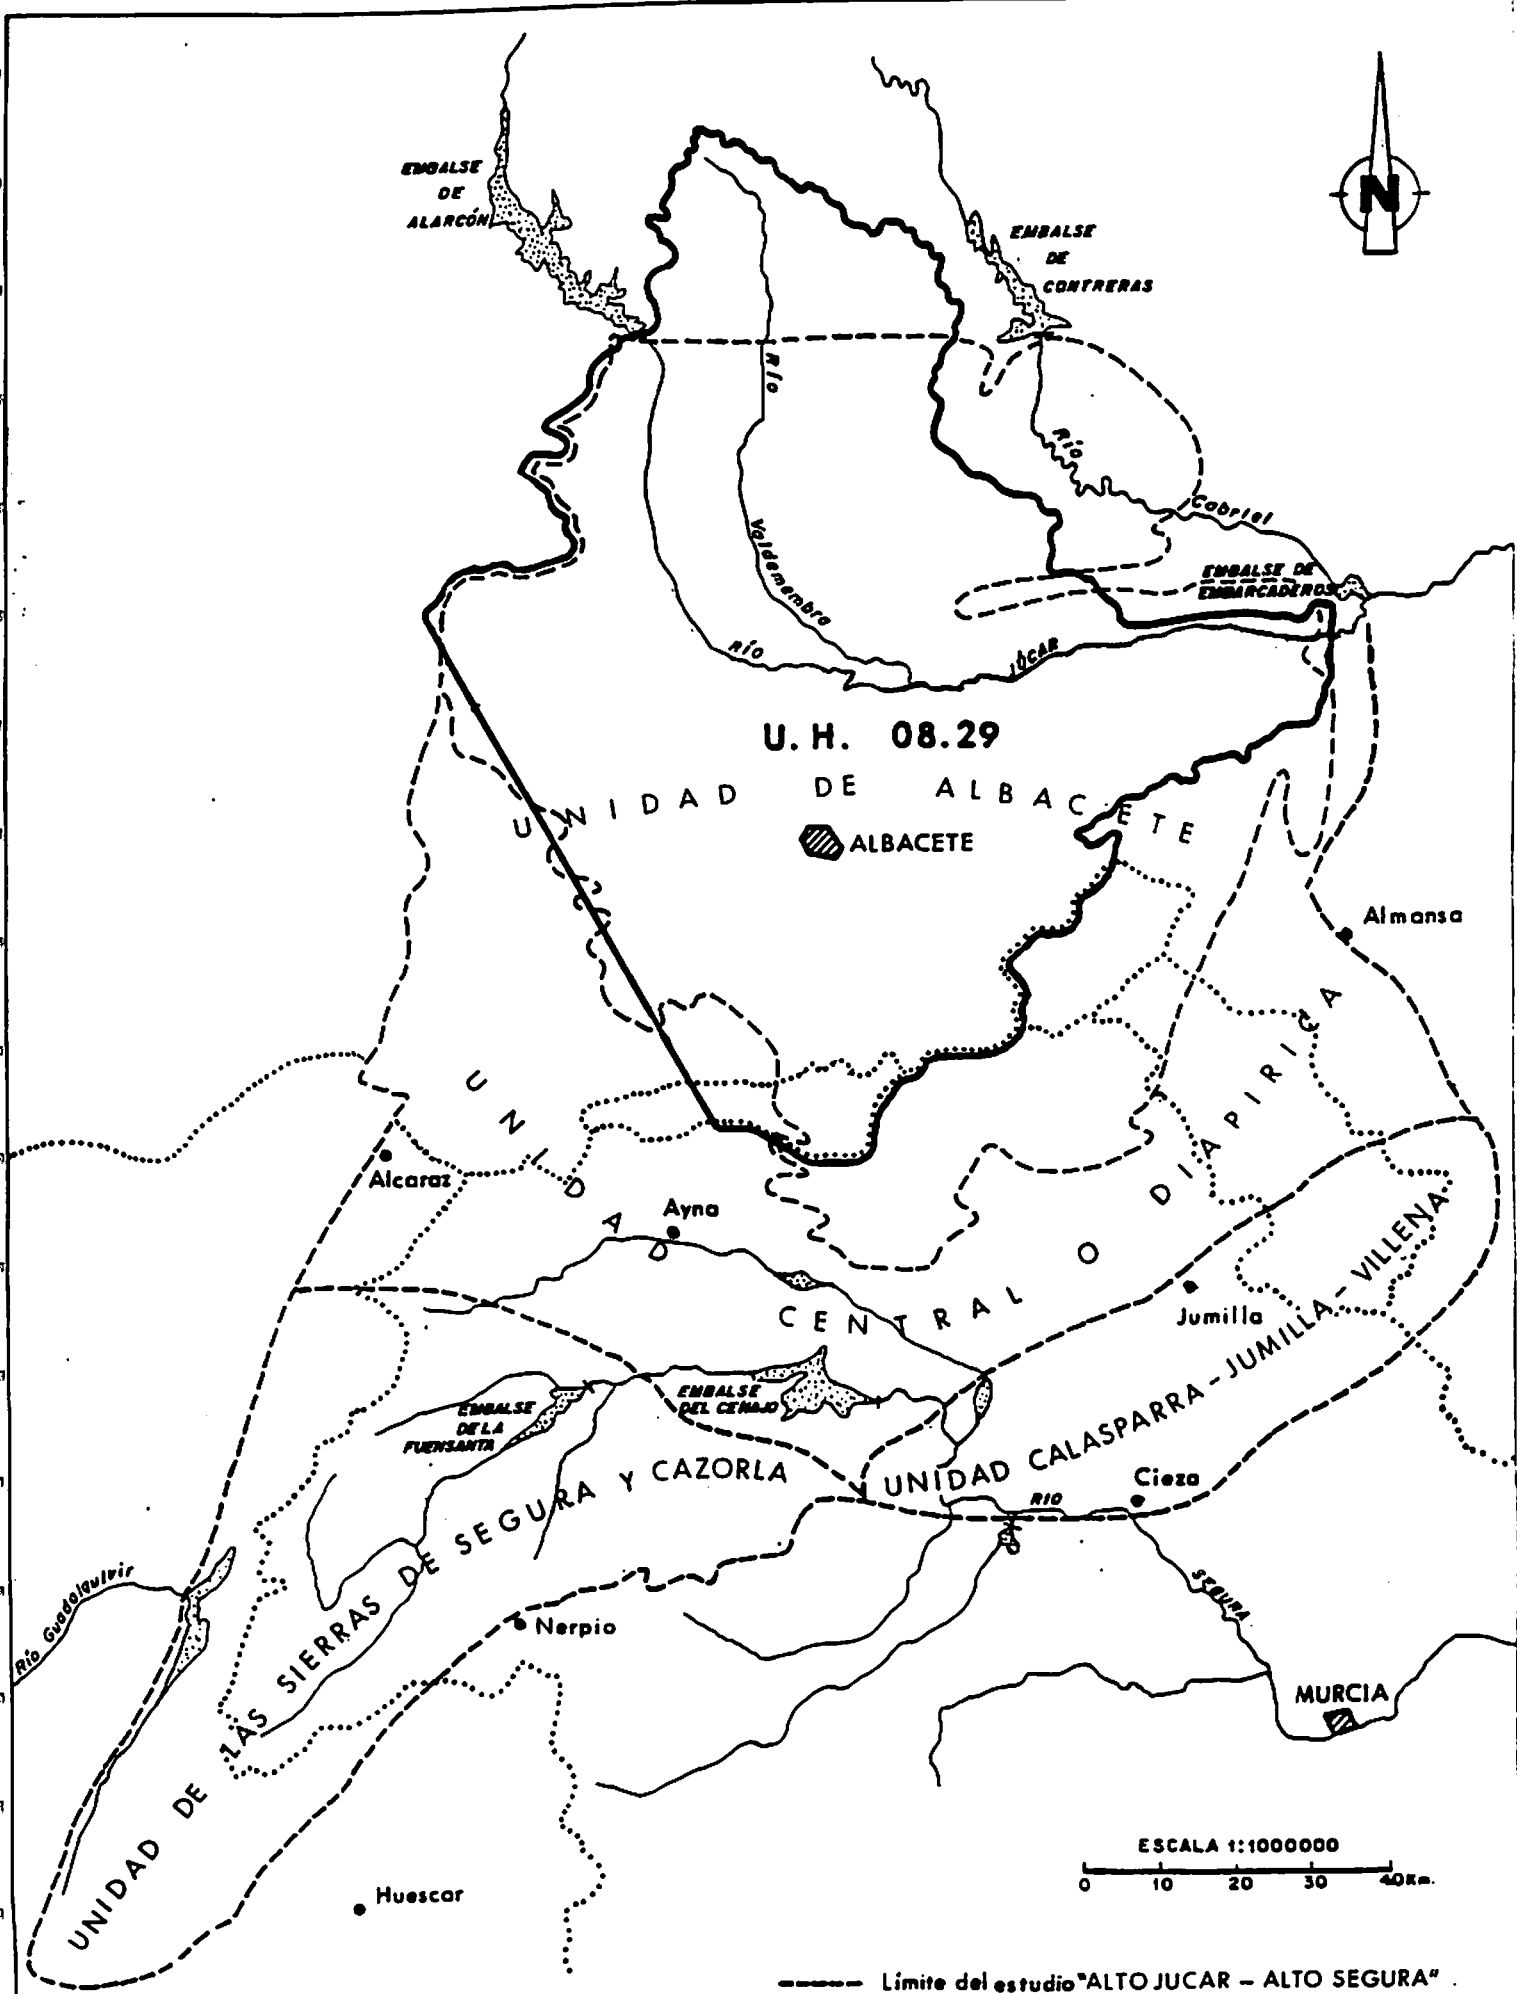 EMBALSE
DE
ALARCÓN
N
EMBALSE
DE
CONTRERAS
Río
Valdemembra
Río
Cabriel
EMBALSE DE
EMBARCADEROS
RÍO
JÚCAR
U. H. 08.29
UNIDAD DE ALBACETE
ALBACETE
Almansa
UNIDAD
CENTRAL O DIAPIRICA
Alcaraz
Ayna
Jumilla
EMBALSE
DE LA
FUENSANTA
EMBALSE
DEL CENAJO
UNIDAD CALASPARRA - JUMILLA - VILLENA
Cieza
RIO
SEGURA
UNIDAD DE LAS SIERRAS DE SEGURA Y CAZORLA
Río Guadalquivir
Nerpio
MURCIA
Huescar
ESCALA 1:1000000
0 10 20 30 40Km.
Límite del estudio "ALTO JUCAR - ALTO SEGURA"